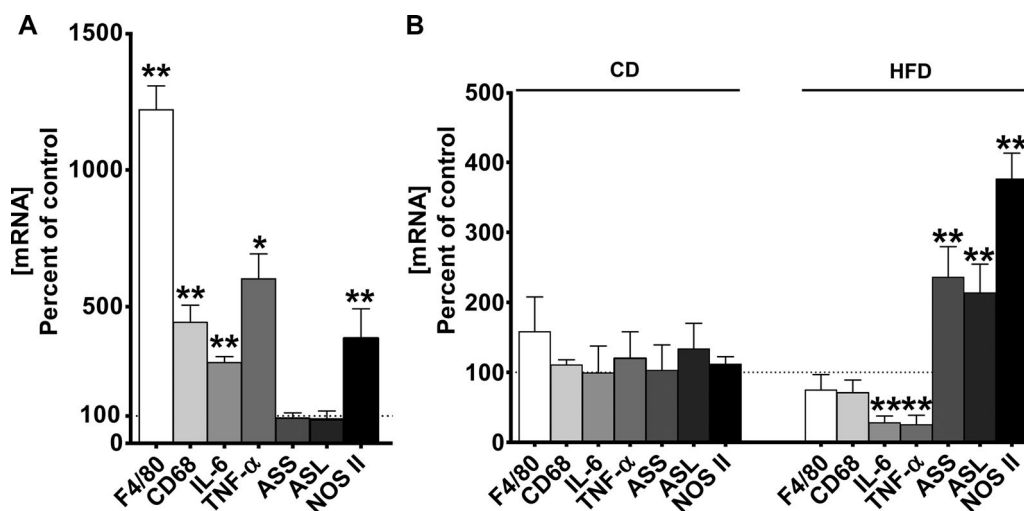 A
[mRNA]
Percent of control
1500
1000
500
100
0
**
**
**
*
**
F4/80
CD68
IL-6
TNF-α
ASS
ASL
NOS II
B
[mRNA]
Percent of control
CD
HFD
500
400
300
200
100
0
**
**
**
**
**
F4/80
CD68
IL-6
TNF-α
ASS
ASL
NOS II
F4/80
CD68
IL-6
TNF-α
ASS
ASL
NOS II